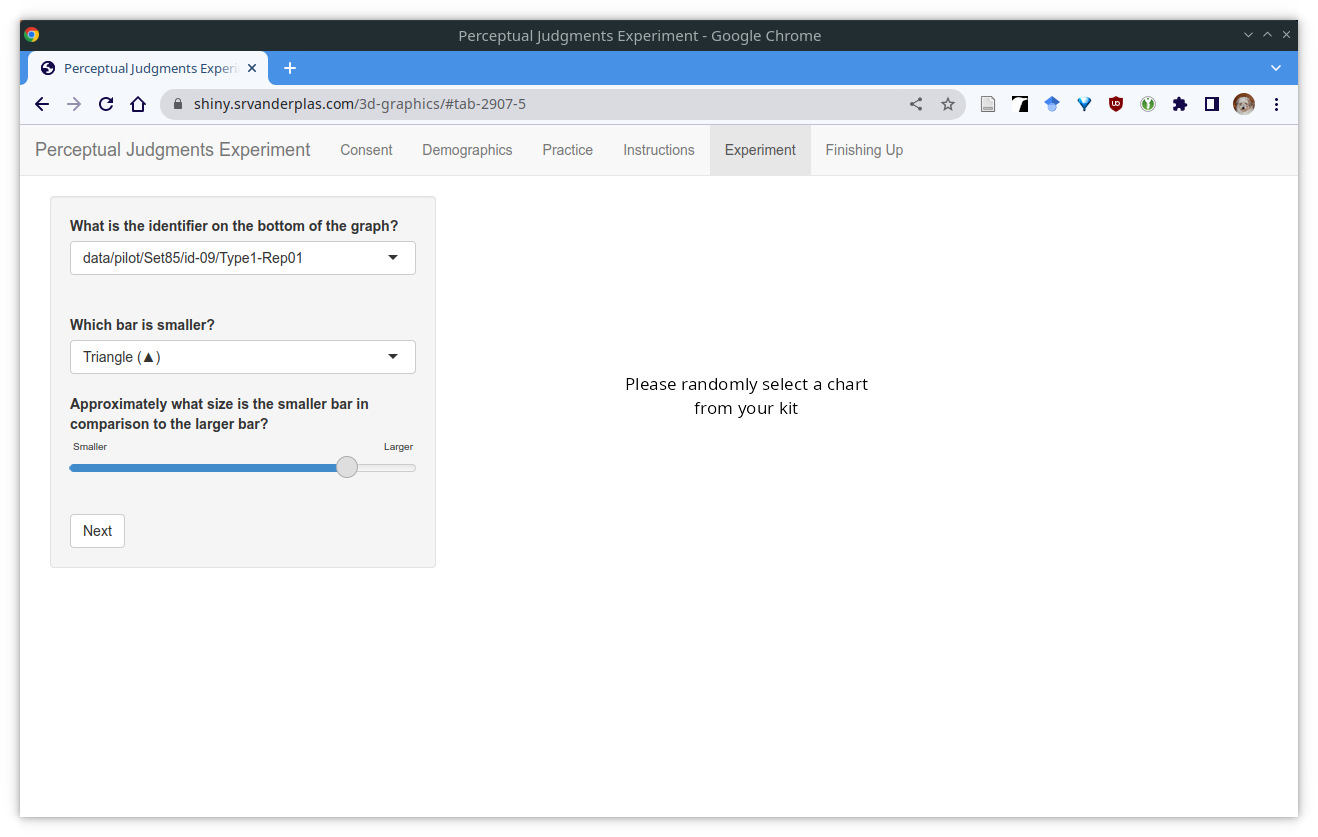 Perceptual Judgments Experiment - Google Chrome
Perceptual Judgments Experi
shiny.srvanderplas.com/3d-graphics/#tab-2907-5
Perceptual Judgments Experiment Consent Demographics Practice Instructions Experiment Finishing Up
What is the identifier on the bottom of the graph?
data/pilot/Set85/id-09/Type1-Rep01
Which bar is smaller?
Triangle (▲)
Approximately what size is the smaller bar in
comparison to the larger bar?
Smaller Larger
Next
Please randomly select a chart
from your kit